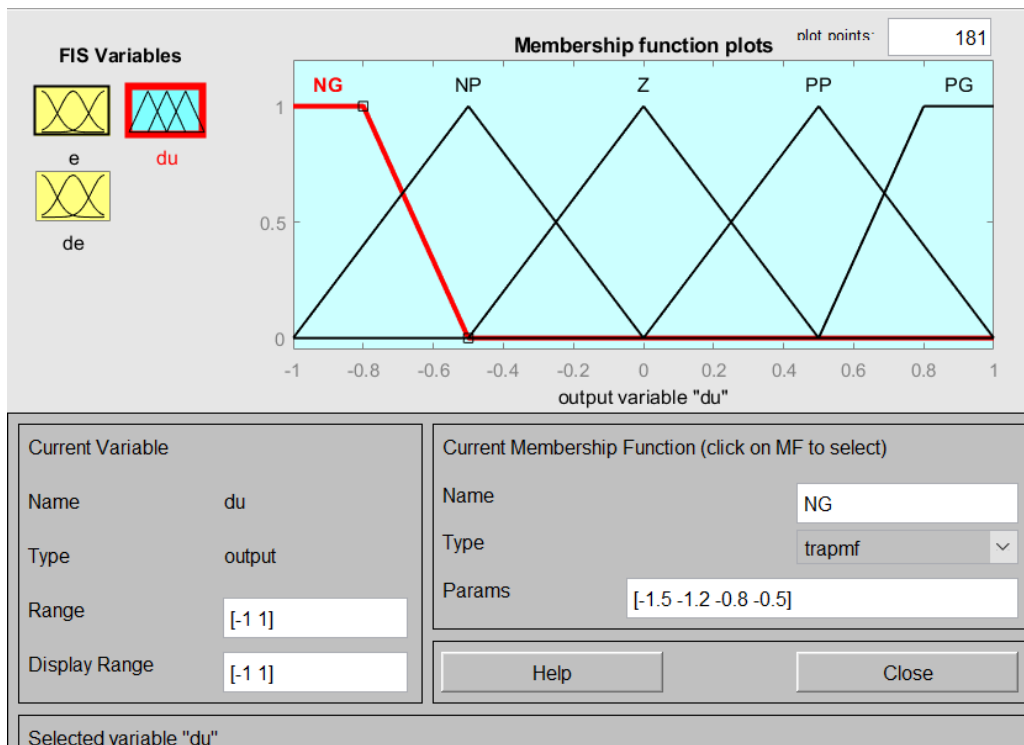 FIS Variables
Membership function plots
plot points:
181
NG
NP
Z
PP
PG
e
du
de
1
0.5
0
-1
-0.8
-0.6
-0.4
-0.2
0
0.2
0.4
0.6
0.8
1
output variable "du"
Current Variable
Name
du
Type
output
Range
[-1 1]
Display Range
[-1 1]
Current Membership Function (click on MF to select)
Name
NG
Type
trapmf
Params
[-1.5 -1.2 -0.8 -0.5]
Help
Close
Selected variable "du"